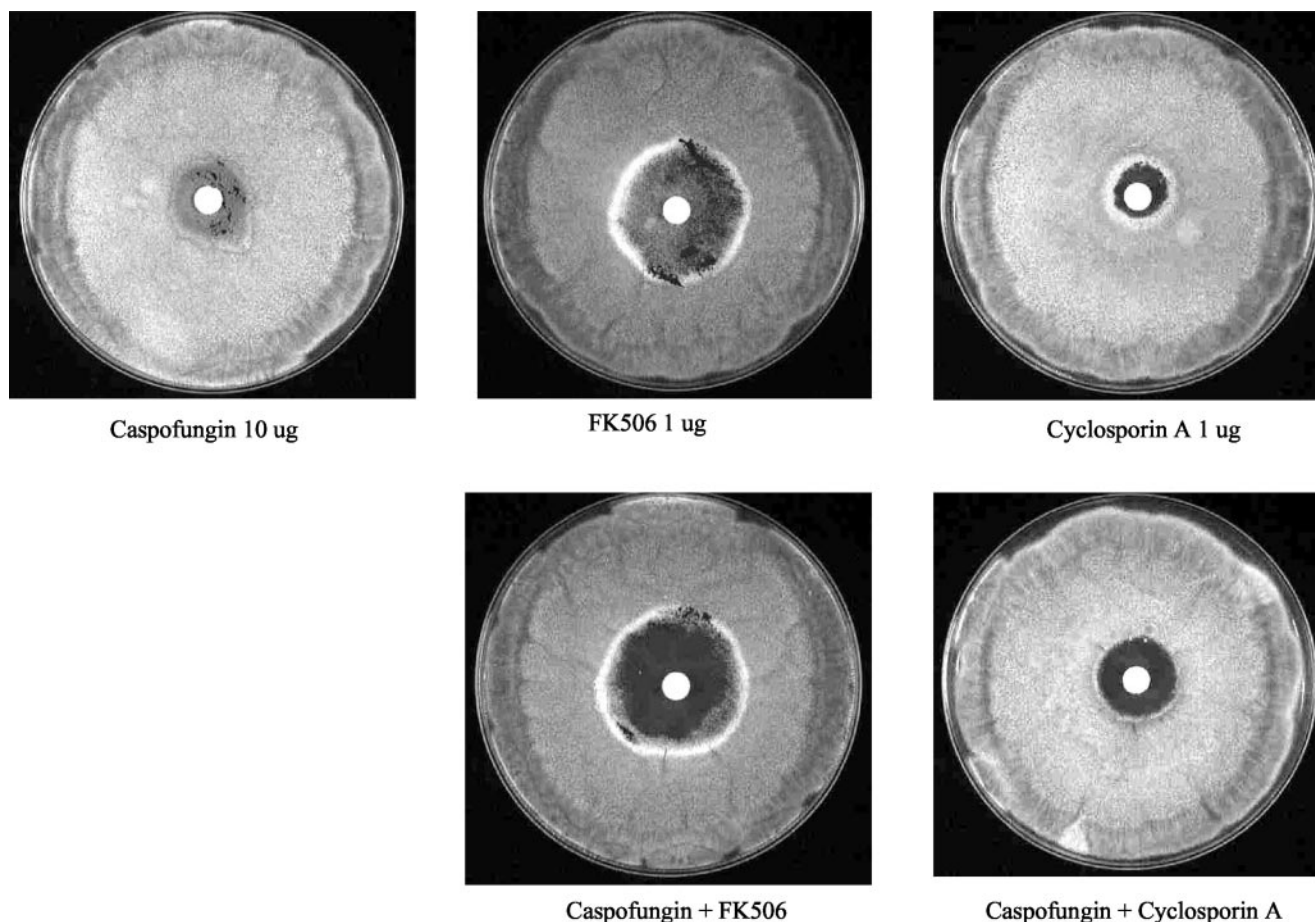 Caspofungin 10 ug
FK506 1 ug
Cyclosporin A 1 ug
Caspofungin + FK506
Caspofungin + Cyclosporin A